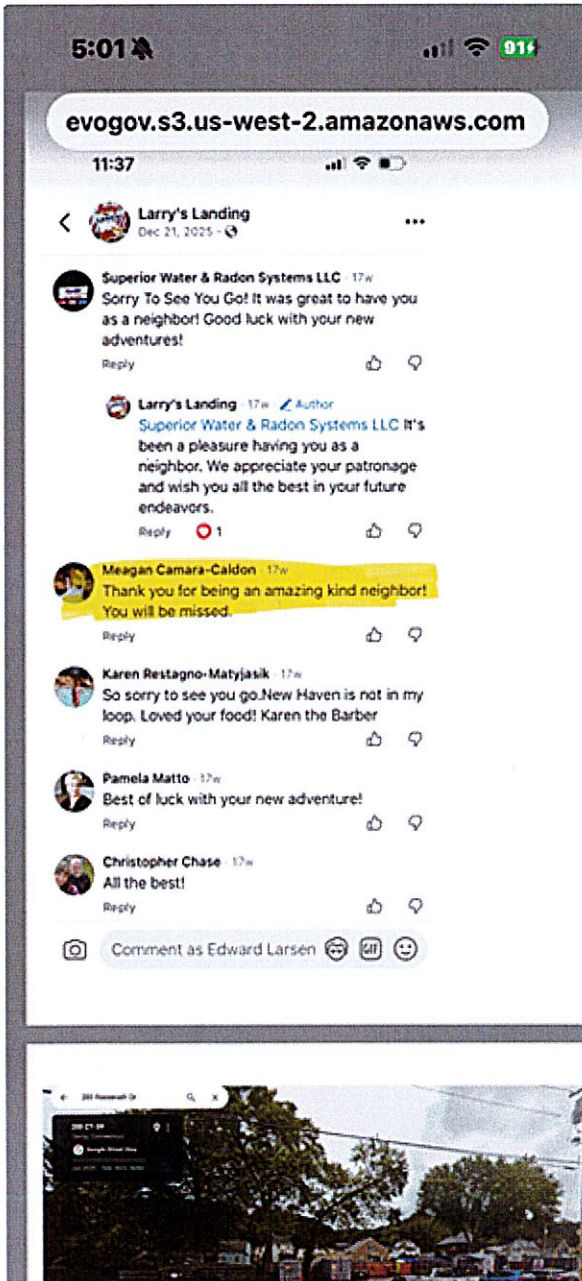 5:01
91
evogov.s3.us-west-2.amazonaws.com
11:37
Larry's Landing
Dec 21, 2025 -
Superior Water & Radon Systems LLC · 17w
Sorry To See You Go! It was great to have you
as a neighbor! Good luck with your new
adventures!
Reply
Larry's Landing · 17w · Author
Superior Water & Radon Systems LLC It's
been a pleasure having you as a
neighbor. We appreciate your patronage
and wish you all the best in your future
endeavors.
Reply 1
Meagan Camara-Caldon · 17w
Thank you for being an amazing kind neighbor!
You will be missed.
Reply
Karen Restagno-Matyjasik · 17w
So sorry to see you go.New Haven is not in my
loop. Loved your food! Karen the Barber
Reply
Pamela Matto · 17w
Best of luck with your new adventure!
Reply
Christopher Chase · 17w
All the best!
Reply
Comment as Edward Larsen GIF
Google Street View